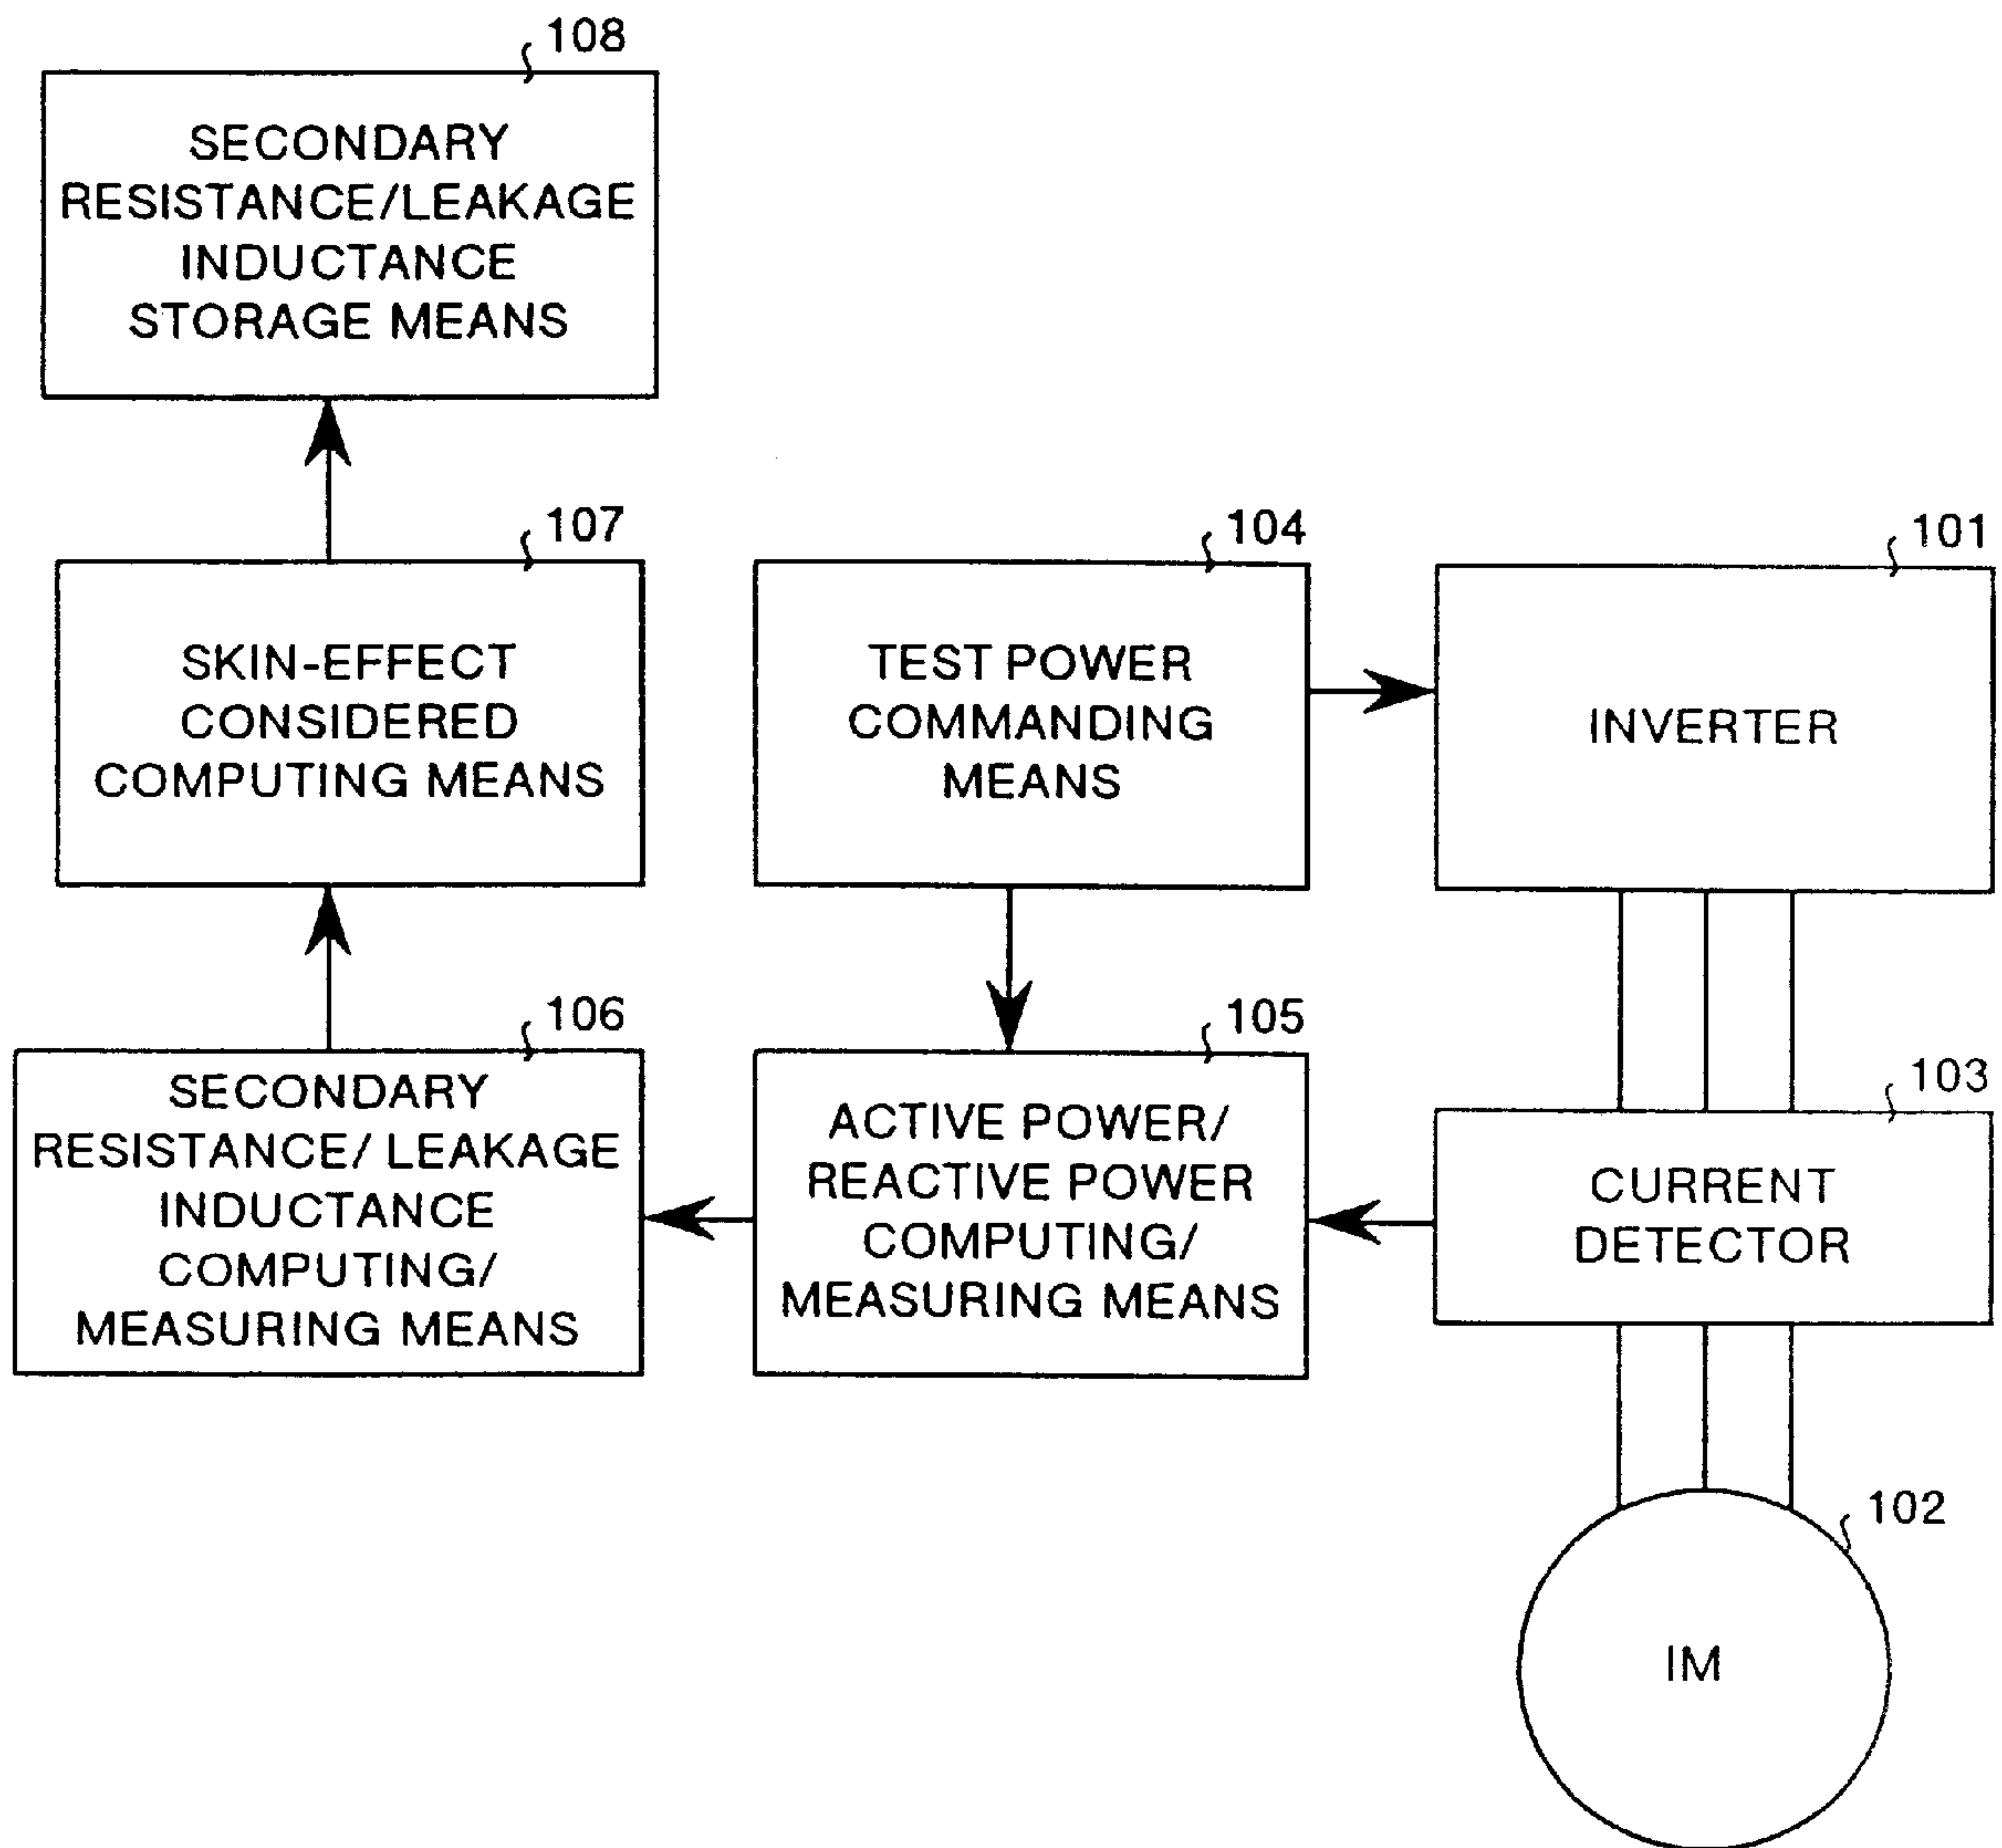 108
SECONDARY
RESISTANCE/LEAKAGE
INDUCTANCE
STORAGE MEANS
107
SKIN-EFFECT
CONSIDERED
COMPUTING MEANS
104
TEST POWER
COMMANDING
MEANS
101
INVERTER
106
SECONDARY
RESISTANCE/ LEAKAGE
INDUCTANCE
COMPUTING/
MEASURING MEANS
105
ACTIVE POWER/
REACTIVE POWER
COMPUTING/
MEASURING MEANS
103
CURRENT
DETECTOR
102
IM